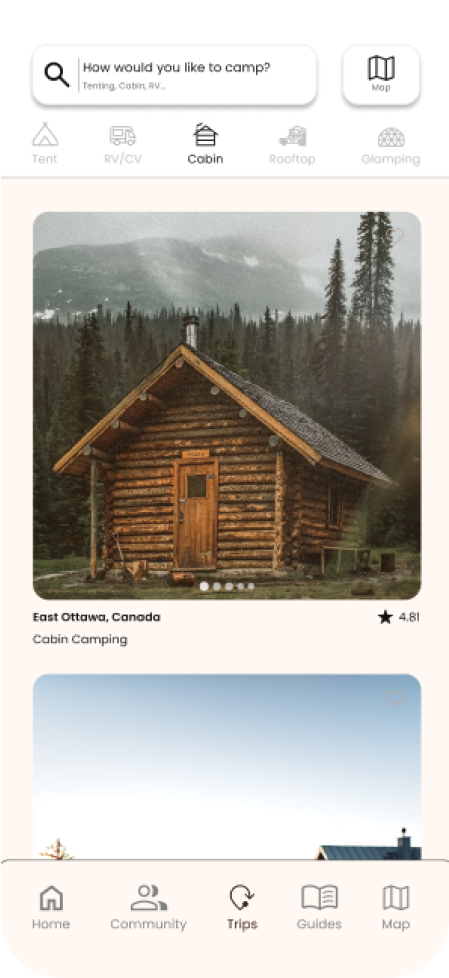 How would you like to camp?
Tenting, Cabin, RV...
Map
Tent RV/CV Cabin Rooftop Glamping
East Ottawa, Canada 4.81
Cabin Camping
Home Community Trips Guides Map